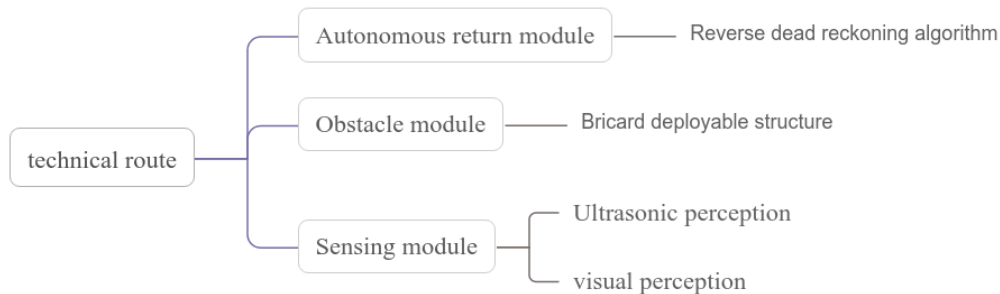 technical route
Autonomous return module
Reverse dead reckoning algorithm
Obstacle module
Bricard deployable structure
Sensing module
Ultrasonic perception
visual perception